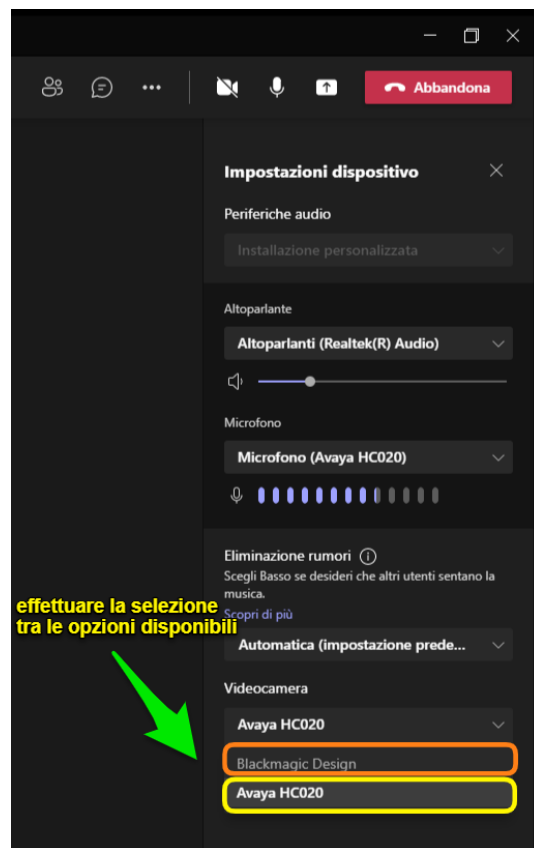 Abbandona
Impostazioni dispositivo
Periferiche audio
Installazione personalizzata
Altoparlante
Altoparlanti (Realtek(R) Audio)
Microfono
Microfono (Avaya HC020)
Eliminazione rumori
Scegli Basso se desideri che altri utenti sentano la
musica.
Scopri di più
effettuare la selezione
tra le opzioni disponibili
Automatica (impostazione prede...
Videocamera
Avaya HC020
Blackmagic Design
Avaya HC020